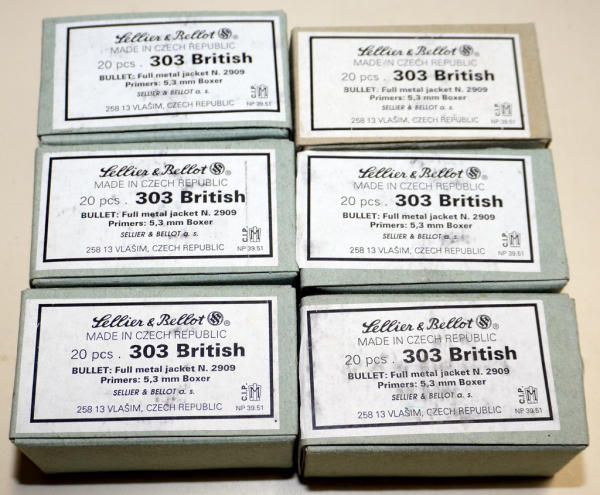 Sellier & Bellot ®
MADE IN CZECH REPUBLIC
20 pcs . 303 British
BULLET: Full metal jacket N. 2909
Primers: 5,3 mm Boxer
SELLIER & BELLOT a. s.
258 13 VLAŠIM, CZECH REPUBLIC
C.I.P.
NP 39.51
Sellier & Bellot ®
MADE IN CZECH REPUBLIC
20 pcs . 303 British
BULLET: Full metal jacket N. 2909
Primers: 5,3 mm Boxer
SELLIER & BELLOT a. s.
258 13 VLAŠIM, CZECH REPUBLIC
C.I.P.
NP 39.51
Sellier & Bellot ®
MADE IN CZECH REPUBLIC
20 pcs . 303 British
BULLET: Full metal jacket N. 2909
Primers: 5,3 mm Boxer
SELLIER & BELLOT a. s.
258 13 VLAŠIM, CZECH REPUBLIC
C.I.P.
NP 39.51
Sellier & Bellot ®
MADE IN CZECH REPUBLIC
20 pcs . 303 British
BULLET: Full metal jacket N. 2909
Primers: 5,3 mm Boxer
SELLIER & BELLOT a. s.
258 13 VLAŠIM, CZECH REPUBLIC
C.I.P.
NP 39.51
Sellier & Bellot ®
MADE IN CZECH REPUBLIC
20 pcs . 303 British
BULLET: Full metal jacket N. 2909
Primers: 5,3 mm Boxer
SELLIER & BELLOT a. s.
258 13 VLAŠIM, CZECH REPUBLIC
C.I.P.
NP 39.51
Sellier & Bellot ®
MADE IN CZECH REPUBLIC
20 pcs . 303 British
BULLET: Full metal jacket N. 2909
Primers: 5,3 mm Boxer
SELLIER & BELLOT a. s.
258 13 VLAŠIM, CZECH REPUBLIC
C.I.P.
NP 39.51